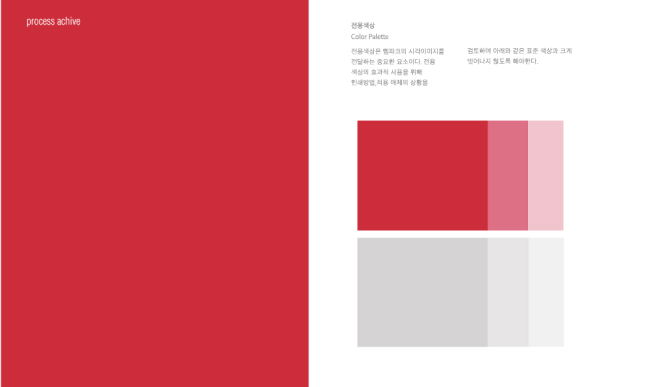 process achive
전용색상
Color Palette
전용색상은 템파크의 시각이미지를
전달하는 중요한 요소이다. 전용
색상의 효과적 사용을 위해
인쇄방법,적용 매체의 상황을
검토하여 아래와 같은 표준 색상과 크게
벗어나지 않도록 해야한다.